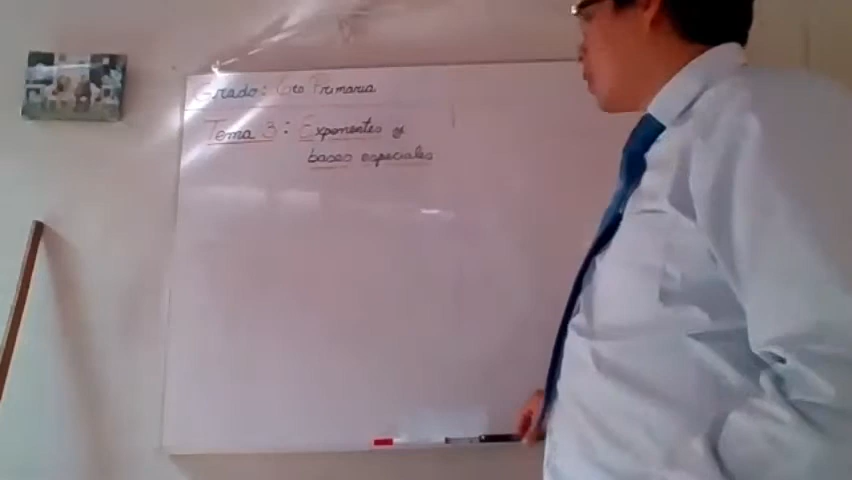 Grado: 6to Primaria
Tema 3: Exponentes y
bases especiales